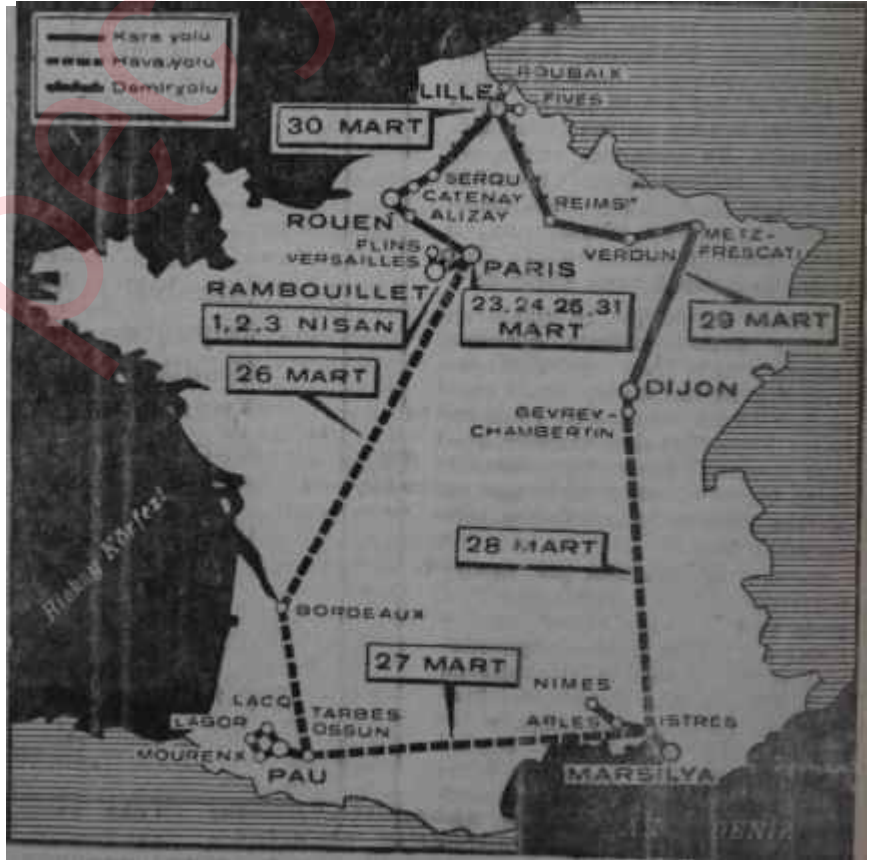 Kara yolu
Hava yolu
Demiryolu
ROUBAIX
LILLE
FIVES
30 MART
SERQU
CATENAY
ALIZAY
REIMS
ROUEN
METZ-
FRESCATI
VERDUN
FLINS
VERSAILLES
PARIS
RAMBOUILLET
1,2,3 NISAN
23,24,25,31
MART
29 MART
26 MART
DIJON
GEVREY-
CHAMBERTIN
28 MART
BORDEAUX
27 MART
NIMES
LACQ
TARBES
OSSUN
LAGOR
ARLES
ISTRES
MOURENX
PAU
MARSILYA
DENIZ